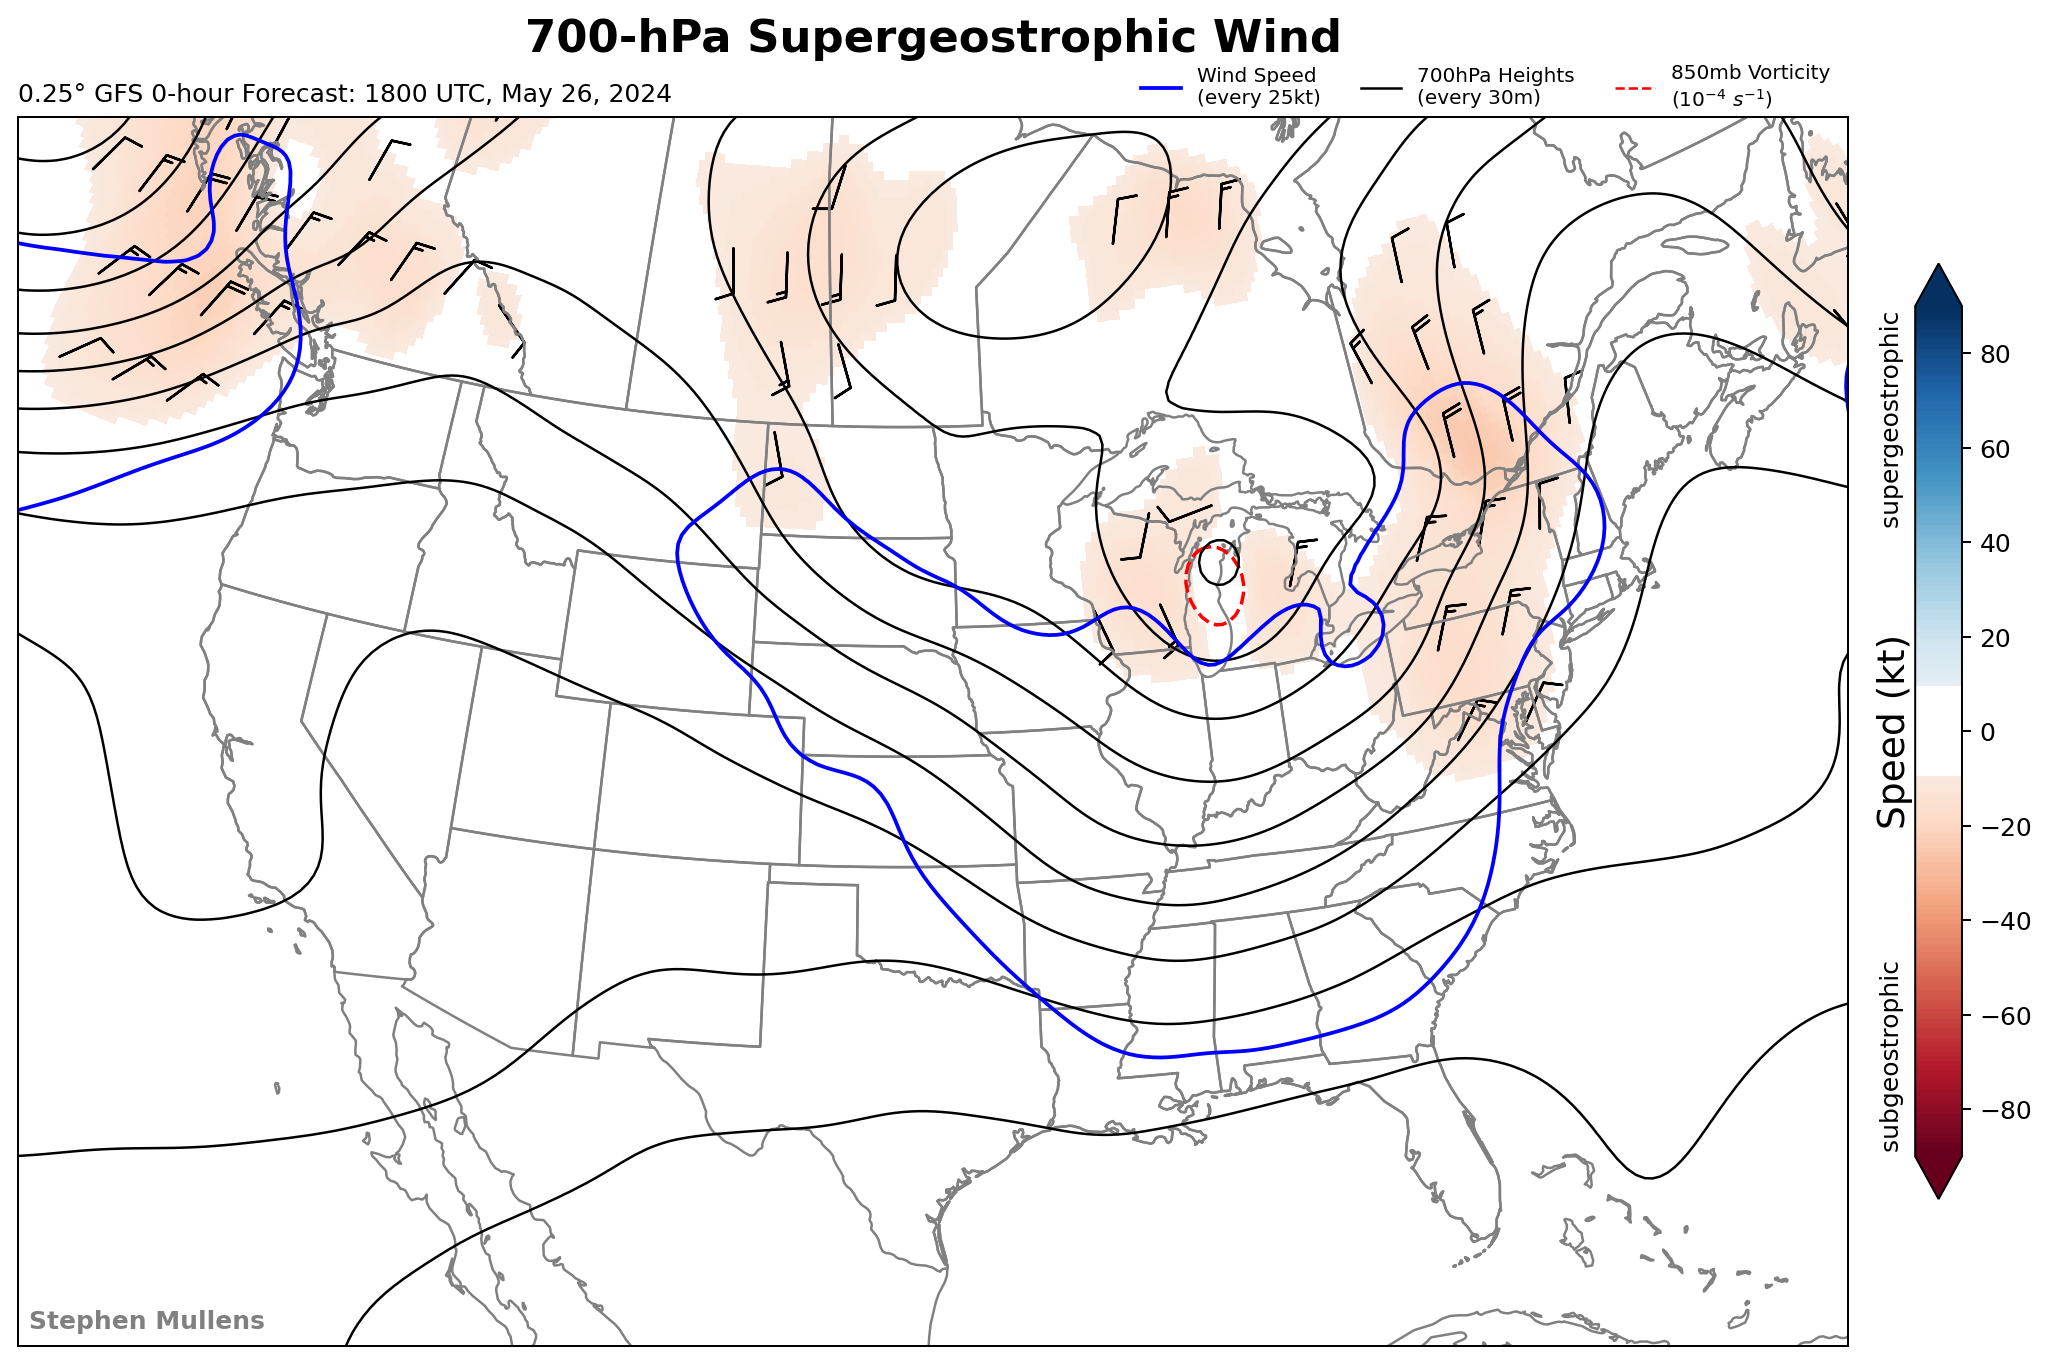 700-hPa Supergeostrophic Wind
0.25° GFS 0-hour Forecast: 1800 UTC, May 26, 2024
Wind Speed
(every 25kt)
700hPa Heights
(every 30m)
850mb Vorticity
(10⁻⁴ s⁻¹)
supergeostrophic
subgeostrophic
Speed (kt)
80
60
40
20
0
−20
−40
−60
−80
Stephen Mullens